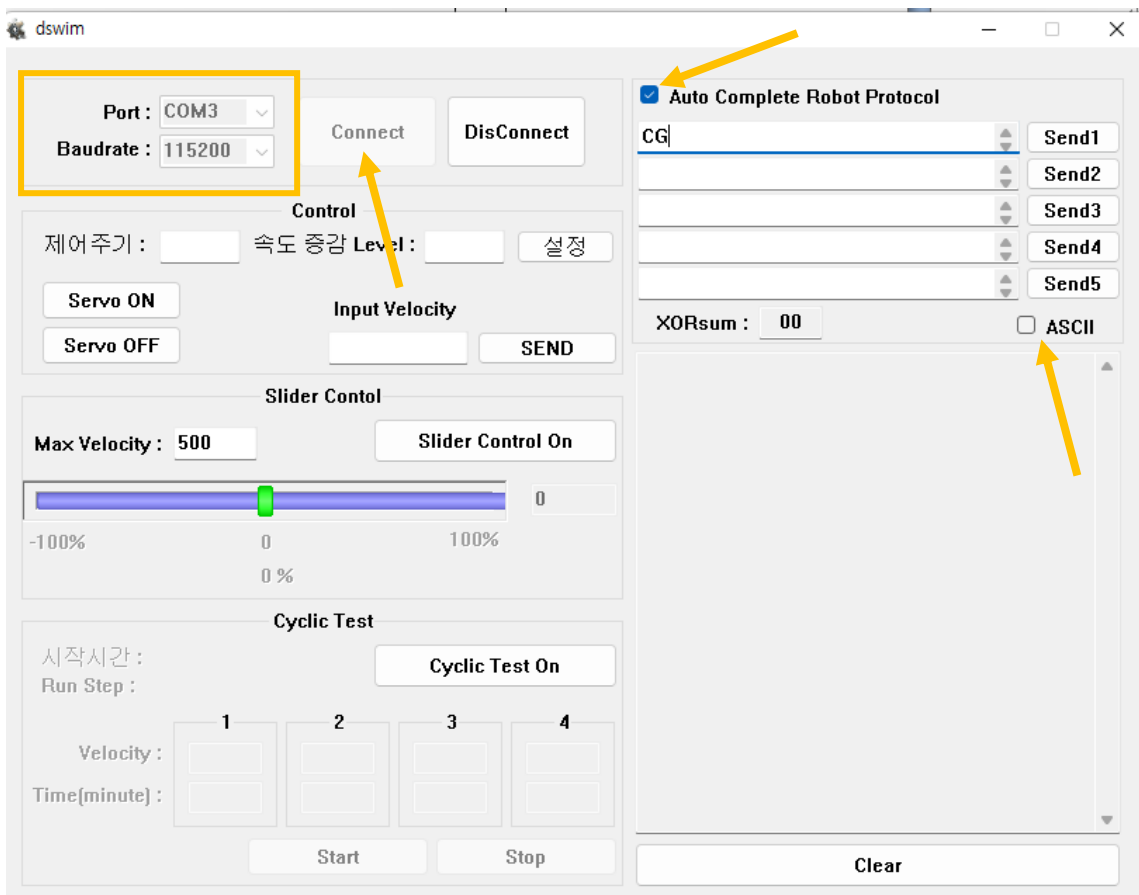 dswim
Port : COM3
Baudrate : 115200
Connect
DisConnect
Control
제어주기 :
속도 증감 Level :
설정
Servo ON
Servo OFF
Input Velocity
SEND
Slider Contol
Max Velocity : 500
Slider Control On
0
-100% 0 100%
0 %
Cyclic Test
시작시간 :
Run Step :
Cyclic Test On
1 2 3 4
Velocity :
Time(minute) :
Start
Stop
Auto Complete Robot Protocol
CG
Send1
Send2
Send3
Send4
Send5
XORsum : 00
ASCII
Clear